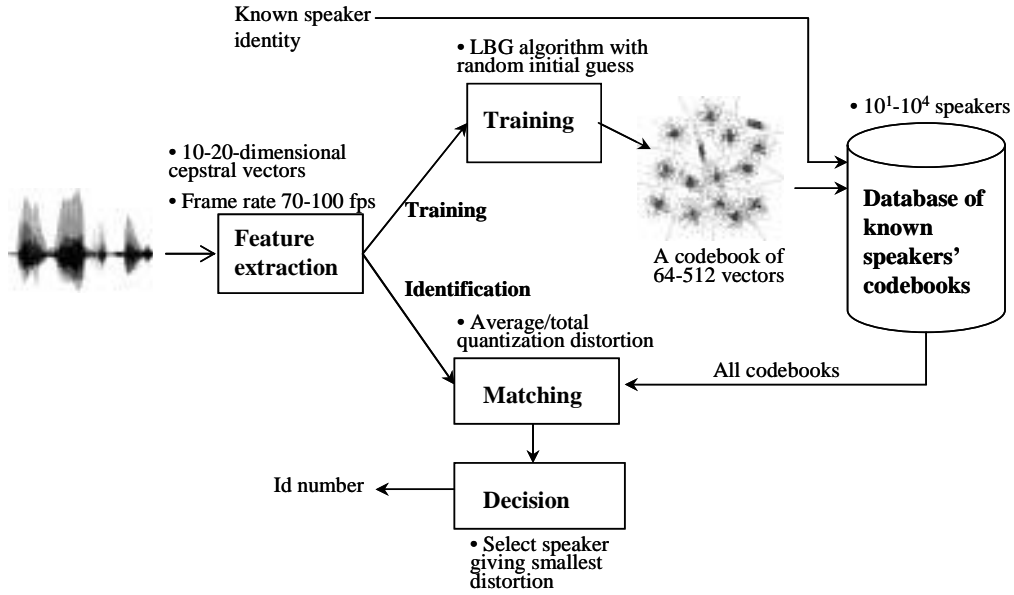 Known speaker
identity
• LBG algorithm with
random initial guess
Training
• 10¹-10⁴ speakers
• 10-20-dimensional
cepstral vectors
• Frame rate 70-100 fps
Training
Feature
extraction
Database of
known
speakers’
codebooks
A codebook of
64-512 vectors
Identification
• Average/total
quantization distortion
All codebooks
Matching
Id number
Decision
• Select speaker
giving smallest
distortion